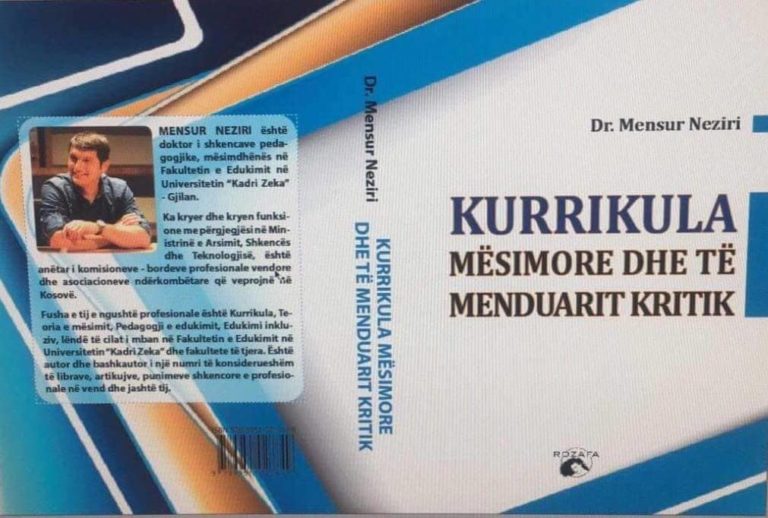 MENSUR NEZIRI është
doktor i shkencave peda-
gogjike, mësimdhënës në
Fakultetin e Edukimit në
Universitetin "Kadri Zeka"
- Gjilan.
Ka kryer dhe kryen funksi-
one me përgjegjësi në Min-
istrinë e Arsimit, Shkencës
dhe Teknologjisë, është
anëtar i komisioneve - bordeve profesionale vendore
dhe asociacioneve ndërkombëtare që veprojnë në
Kosovë.
Fusha e tij e ngushtë profesionale është Kurrikula, Te-
oria e mësimit, Pedagogji e edukimit, Edukimi inklu-
ziv, lëndë të cilat i mban në Fakultetin e Edukimit në
Universitetin "Kadri Zeka" dhe fakultete të tjera. Është
autor dhe bashkautor i një numri të konsiderueshëm
të librave, artikujve, punimeve shkencore e profesio-
nale në vend dhe jashtë tij.
Dr. Mensur Neziri
KURRIKULA MËSIMORE
DHE TË MENDUARIT KRITIK
Dr. Mensur Neziri
KURRIKULA
MËSIMORE DHE TË
MENDUARIT KRITIK
ROZAFA